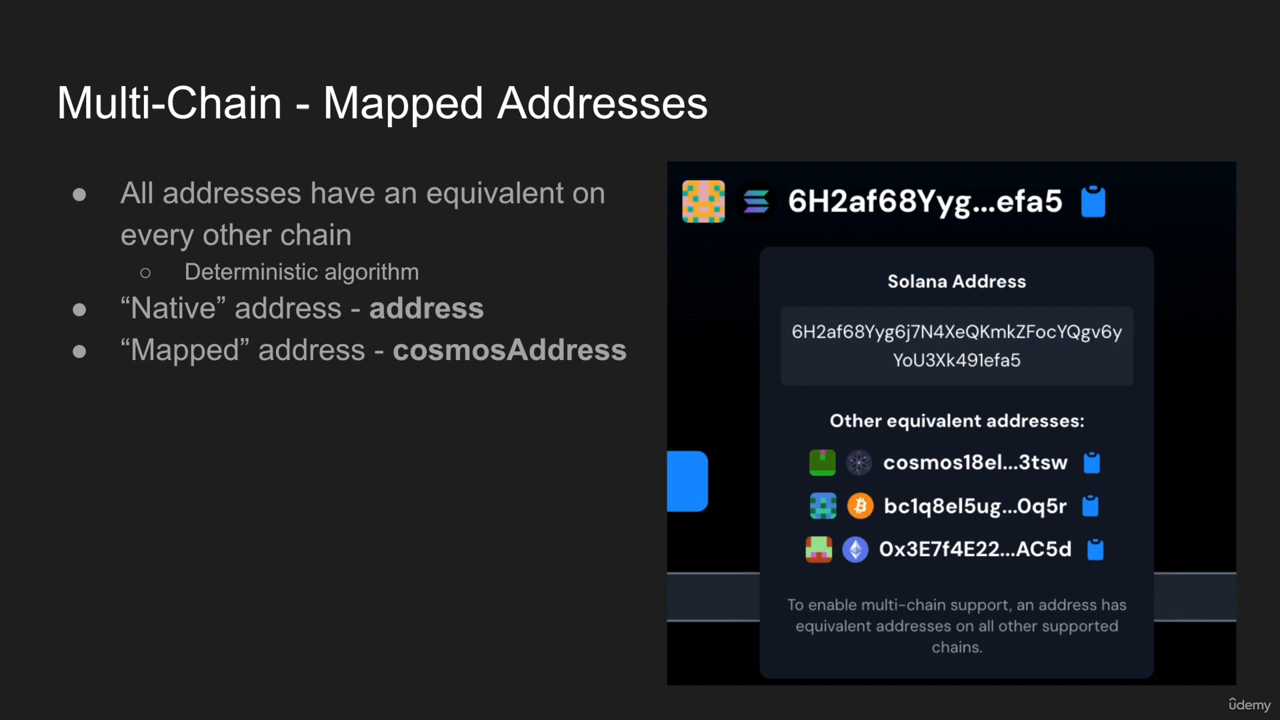 Multi-Chain - Mapped Addresses
● All addresses have an equivalent on
every other chain
○ Deterministic algorithm
● “Native” address - address
● “Mapped” address - cosmosAddress
6H2af68Yyg...efa5
Solana Address
6H2af68Yyg6j7N4XeQKmkZFocYQgv6y
YoU3Xk491efa5
Other equivalent addresses:
cosmos18el...3tsw
bc1q8el5ug...0q5r
0x3E7f4E22...AC5d
To enable multi-chain support, an address has
equivalent addresses on all other supported
chains.
ûdemy